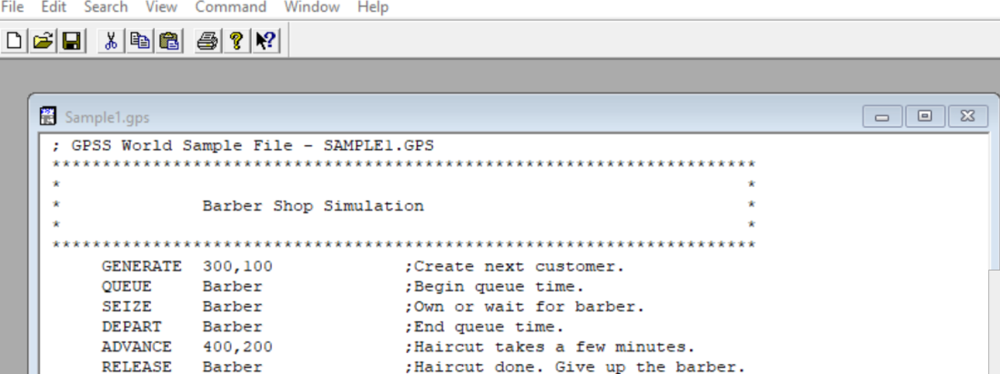 File Edit Search View Command Window Help
Sample1.gps
; GPSS World Sample File - SAMPLE1.GPS
***********************************************************************
* *
* Barber Shop Simulation *
* *
***********************************************************************
GENERATE 300,100 ;Create next customer.
QUEUE Barber ;Begin queue time.
SEIZE Barber ;Own or wait for barber.
DEPART Barber ;End queue time.
ADVANCE 400,200 ;Haircut takes a few minutes.
RELEASE Barber ;Haircut done. Give up the barber.